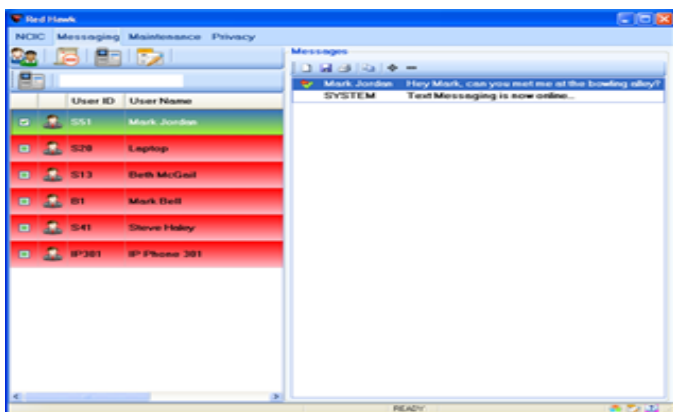 Red Hawk
NCIC Messaging Maintenance Privacy
Messages
Mark Jordan Hey Mark, can you met me at the bowling alley?
SYSTEM Text Messaging is now online...
User ID User Name
S51 Mark Jordan
S20 Laptop
S13 Beth McGail
B1 Mark Bell
S41 Steve Haley
IP301 IP Phone 301
READY